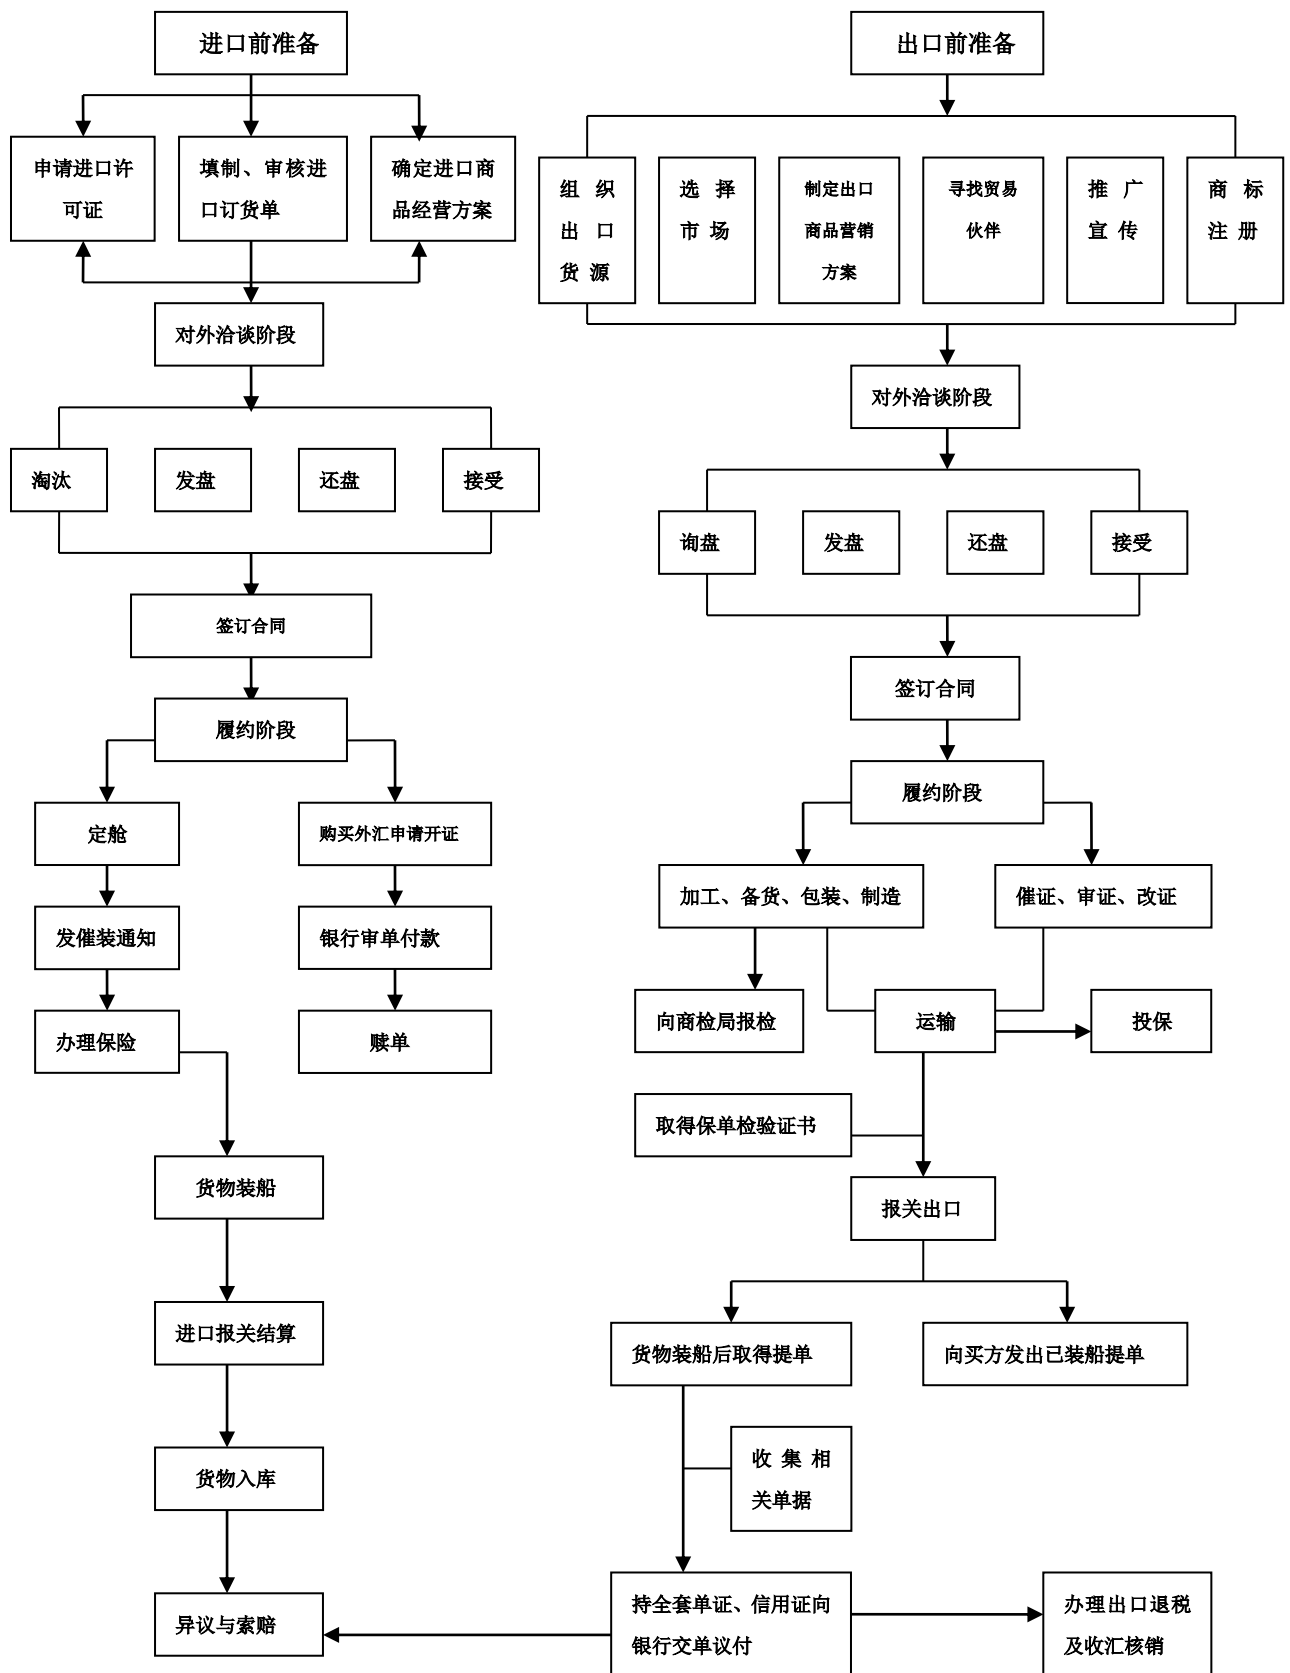 进口前准备
出口前准备
申请进口许
可证
填制、审核进
口订货单
确定进口商
品经营方案
组织
出口
货源
选择
市场
制定出口
商品营销
方案
寻找贸易
伙伴
推广
宣传
商标
注册
对外洽谈阶段
对外洽谈阶段
淘汰
发盘
还盘
接受
询盘
发盘
还盘
接受
签订合同
签订合同
履约阶段
履约阶段
定舱
购买外汇申请开证
加工、备货、包装、制造
催证、审证、改证
发催装通知
银行审单付款
向商检局报检
运输
投保
办理保险
赎单
取得保单检验证书
货物装船
报关出口
进口报关结算
货物装船后取得提单
向买方发出已装船提单
收集相
关单据
货物入库
异议与索赔
持全套单证、信用证向
银行交单议付
办理出口退税
及收汇核销